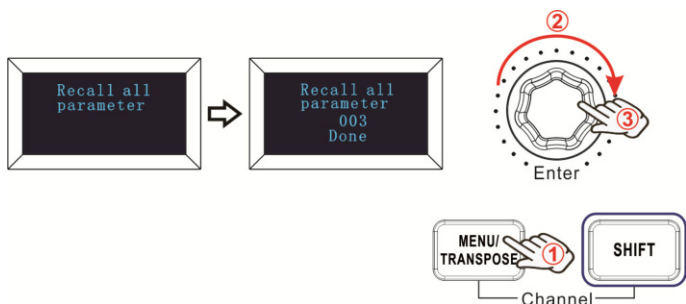 Recall all
parameter
Recall all
parameter
003
Done
②
③
Enter
MENU/
TRANSPOSE
①
SHIFT
Channel